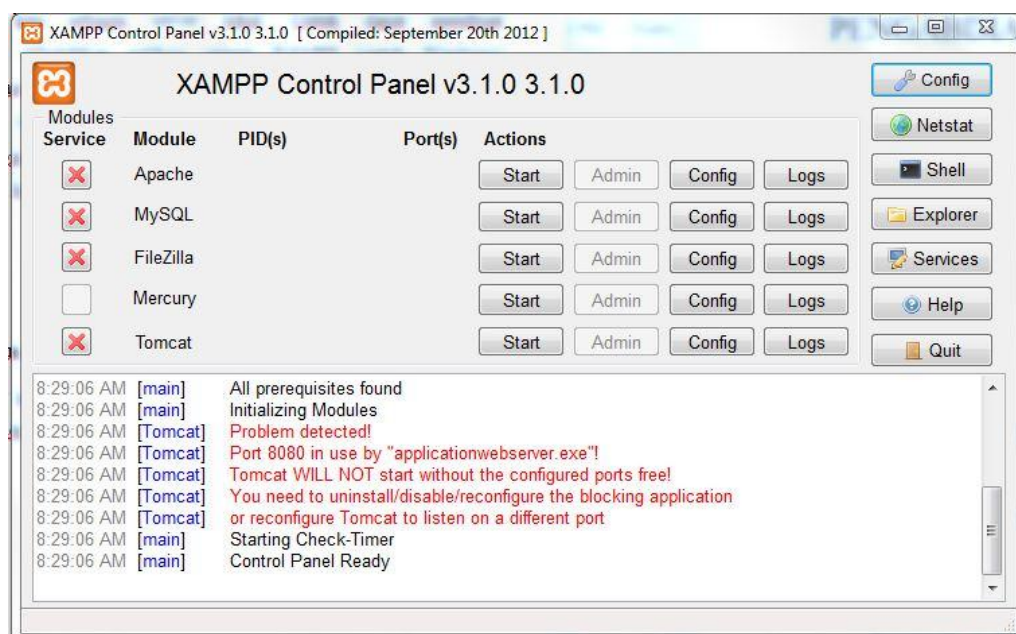 XAMPP Control Panel v3.1.0 3.1.0 [ Compiled: September 20th 2012 ]
XAMPP Control Panel v3.1.0 3.1.0
Config
Modules
Service Module PID(s) Port(s) Actions
Netstat
Apache Start Admin Config Logs
Shell
MySQL Start Admin Config Logs
Explorer
FileZilla Start Admin Config Logs
Services
Mercury Start Admin Config Logs
Help
Tomcat Start Admin Config Logs
Quit
8:29:06 AM [main] All prerequisites found
8:29:06 AM [main] Initializing Modules
8:29:06 AM [Tomcat] Problem detected!
8:29:06 AM [Tomcat] Port 8080 in use by "applicationwebserver.exe"!
8:29:06 AM [Tomcat] Tomcat WILL NOT start without the configured ports free!
8:29:06 AM [Tomcat] You need to uninstall/disable/reconfigure the blocking application
8:29:06 AM [Tomcat] or reconfigure Tomcat to listen on a different port
8:29:06 AM [main] Starting Check-Timer
8:29:06 AM [main] Control Panel Ready